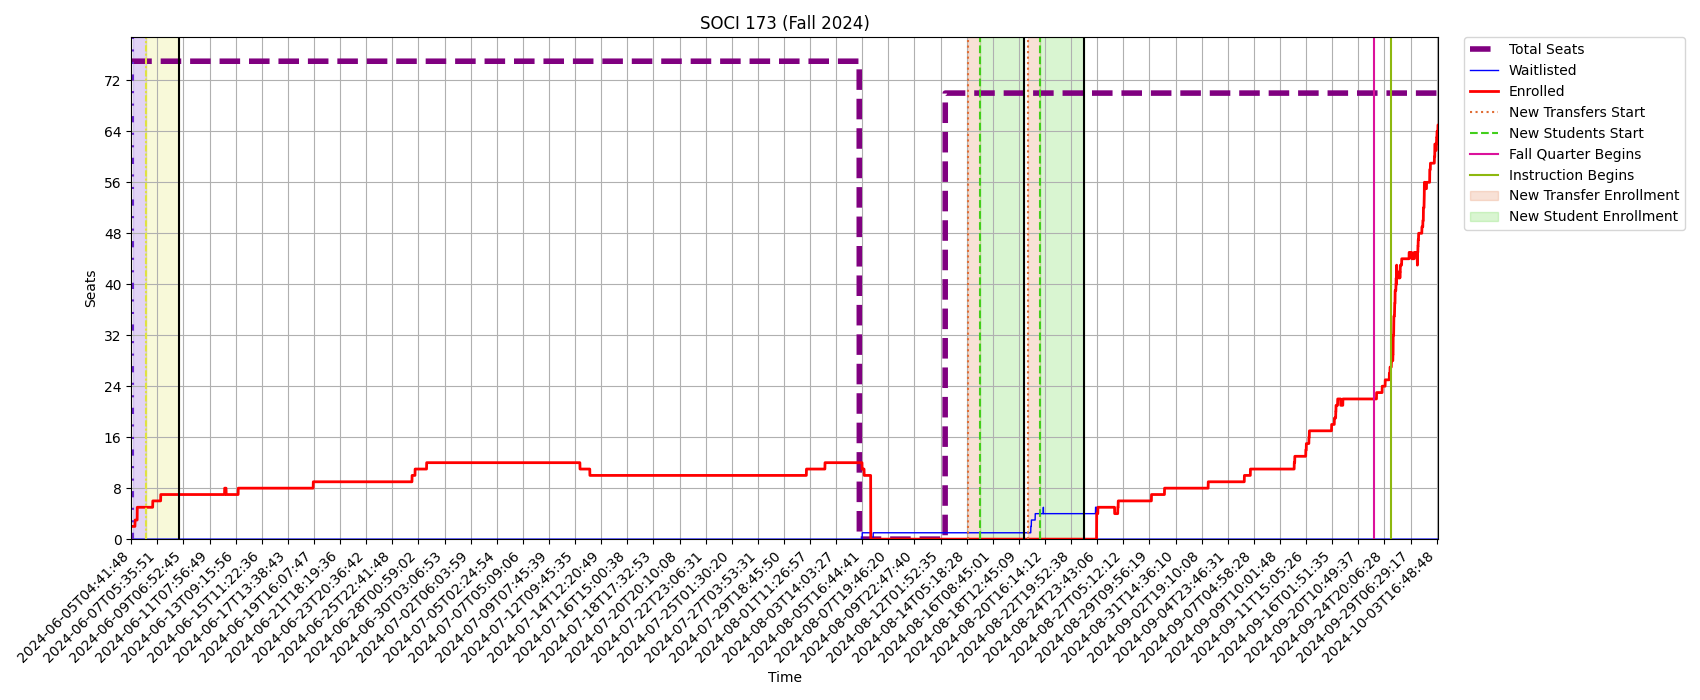 SOCI 173 (Fall 2024)
Seats
72
64
56
48
40
32
24
16
8
0
2024-06-05T04:41:48
2024-06-07T05:35:51
2024-06-09T06:52:45
2024-06-11T07:56:49
2024-06-13T09:15:56
2024-06-15T11:22:36
2024-06-17T13:38:43
2024-06-19T16:07:47
2024-06-21T18:19:36
2024-06-23T20:36:42
2024-06-25T22:41:48
2024-06-28T00:59:02
2024-06-30T03:06:53
2024-07-02T06:03:59
2024-07-05T02:24:54
2024-07-07T05:09:06
2024-07-09T07:45:39
2024-07-12T09:45:35
2024-07-14T12:20:49
2024-07-16T15:00:38
2024-07-18T17:32:53
2024-07-20T20:10:08
2024-07-22T23:06:31
2024-07-25T01:30:20
2024-07-27T03:53:31
2024-07-29T18:45:50
2024-08-01T11:26:57
2024-08-03T14:03:27
2024-08-05T16:44:41
2024-08-07T19:46:20
2024-08-09T22:47:40
2024-08-12T01:52:35
2024-08-14T05:18:28
2024-08-16T08:45:01
2024-08-18T12:45:09
2024-08-20T16:14:12
2024-08-22T19:52:38
2024-08-24T23:43:06
2024-08-27T05:12:12
2024-08-29T09:56:19
2024-08-31T14:36:10
2024-09-02T19:10:08
2024-09-04T23:46:31
2024-09-07T04:58:28
2024-09-09T10:01:48
2024-09-11T15:05:26
2024-09-16T01:51:35
2024-09-20T10:49:37
2024-09-24T20:06:28
2024-09-29T06:29:17
2024-10-03T16:48:48
Time
Total Seats
Waitlisted
Enrolled
New Transfers Start
New Students Start
Fall Quarter Begins
Instruction Begins
New Transfer Enrollment
New Student Enrollment